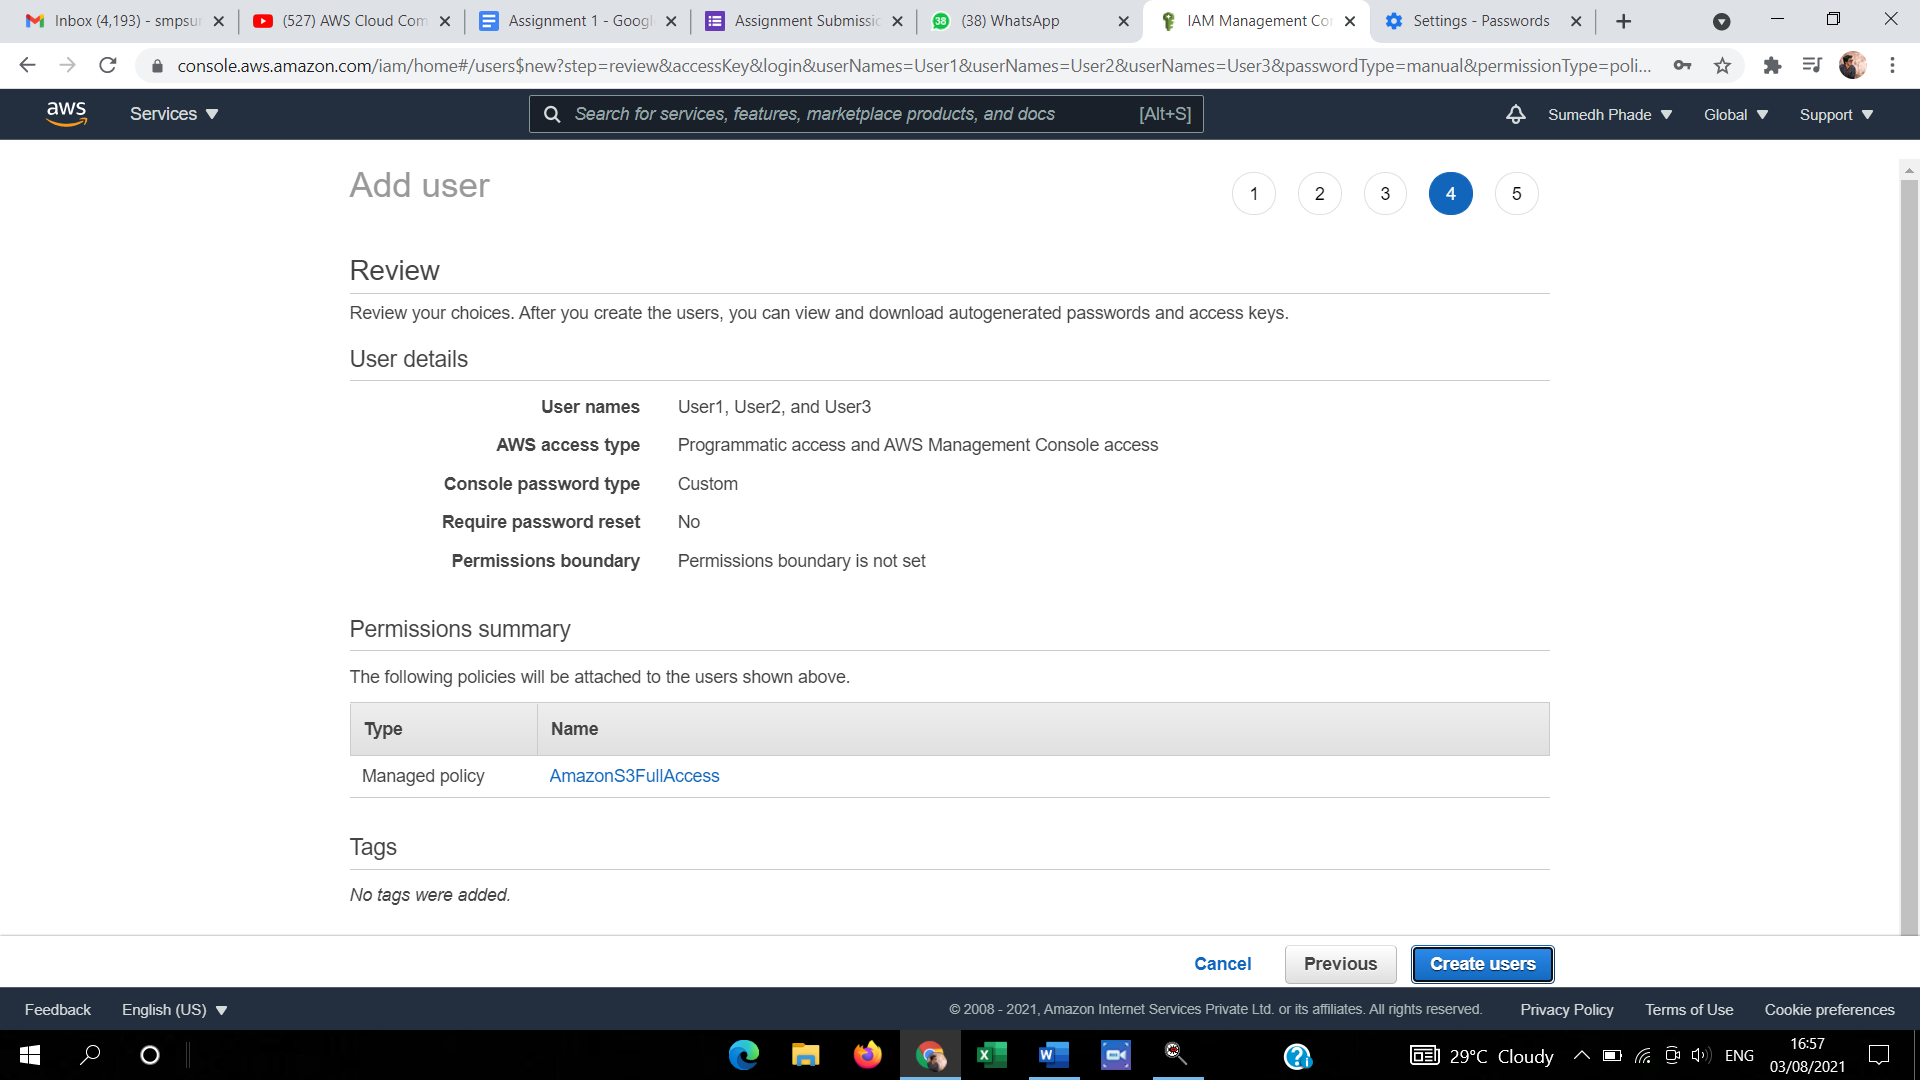 Inbox (4,193) - smpsur
(527) AWS Cloud Com
Assignment 1 - Googl
Assignment Submissio
38
(38) WhatsApp
IAM Management Co
Settings - Passwords
console.aws.amazon.com/iam/home#/users$new?step=review&accessKey&login&userNames=User1&userNames=User2&userNames=User3&passwordType=manual&permissionType=poli...
aws
Services
Search for services, features, marketplace products, and docs
[Alt+S]
Sumedh Phade
Global
Support
Add user
1
2
3
4
5
Review
Review your choices. After you create the users, you can view and download autogenerated passwords and access keys.
User details
User names User1, User2, and User3
AWS access type Programmatic access and AWS Management Console access
Console password type Custom
Require password reset No
Permissions boundary Permissions boundary is not set
Permissions summary
The following policies will be attached to the users shown above.
Type Name
Managed policy AmazonS3FullAccess
Tags
No tags were added.
Cancel
Previous
Create users
Feedback
English (US)
© 2008 - 2021, Amazon Internet Services Private Ltd. or its affiliates. All rights reserved.
Privacy Policy
Terms of Use
Cookie preferences
29°C Cloudy
ENG
16:57
03/08/2021